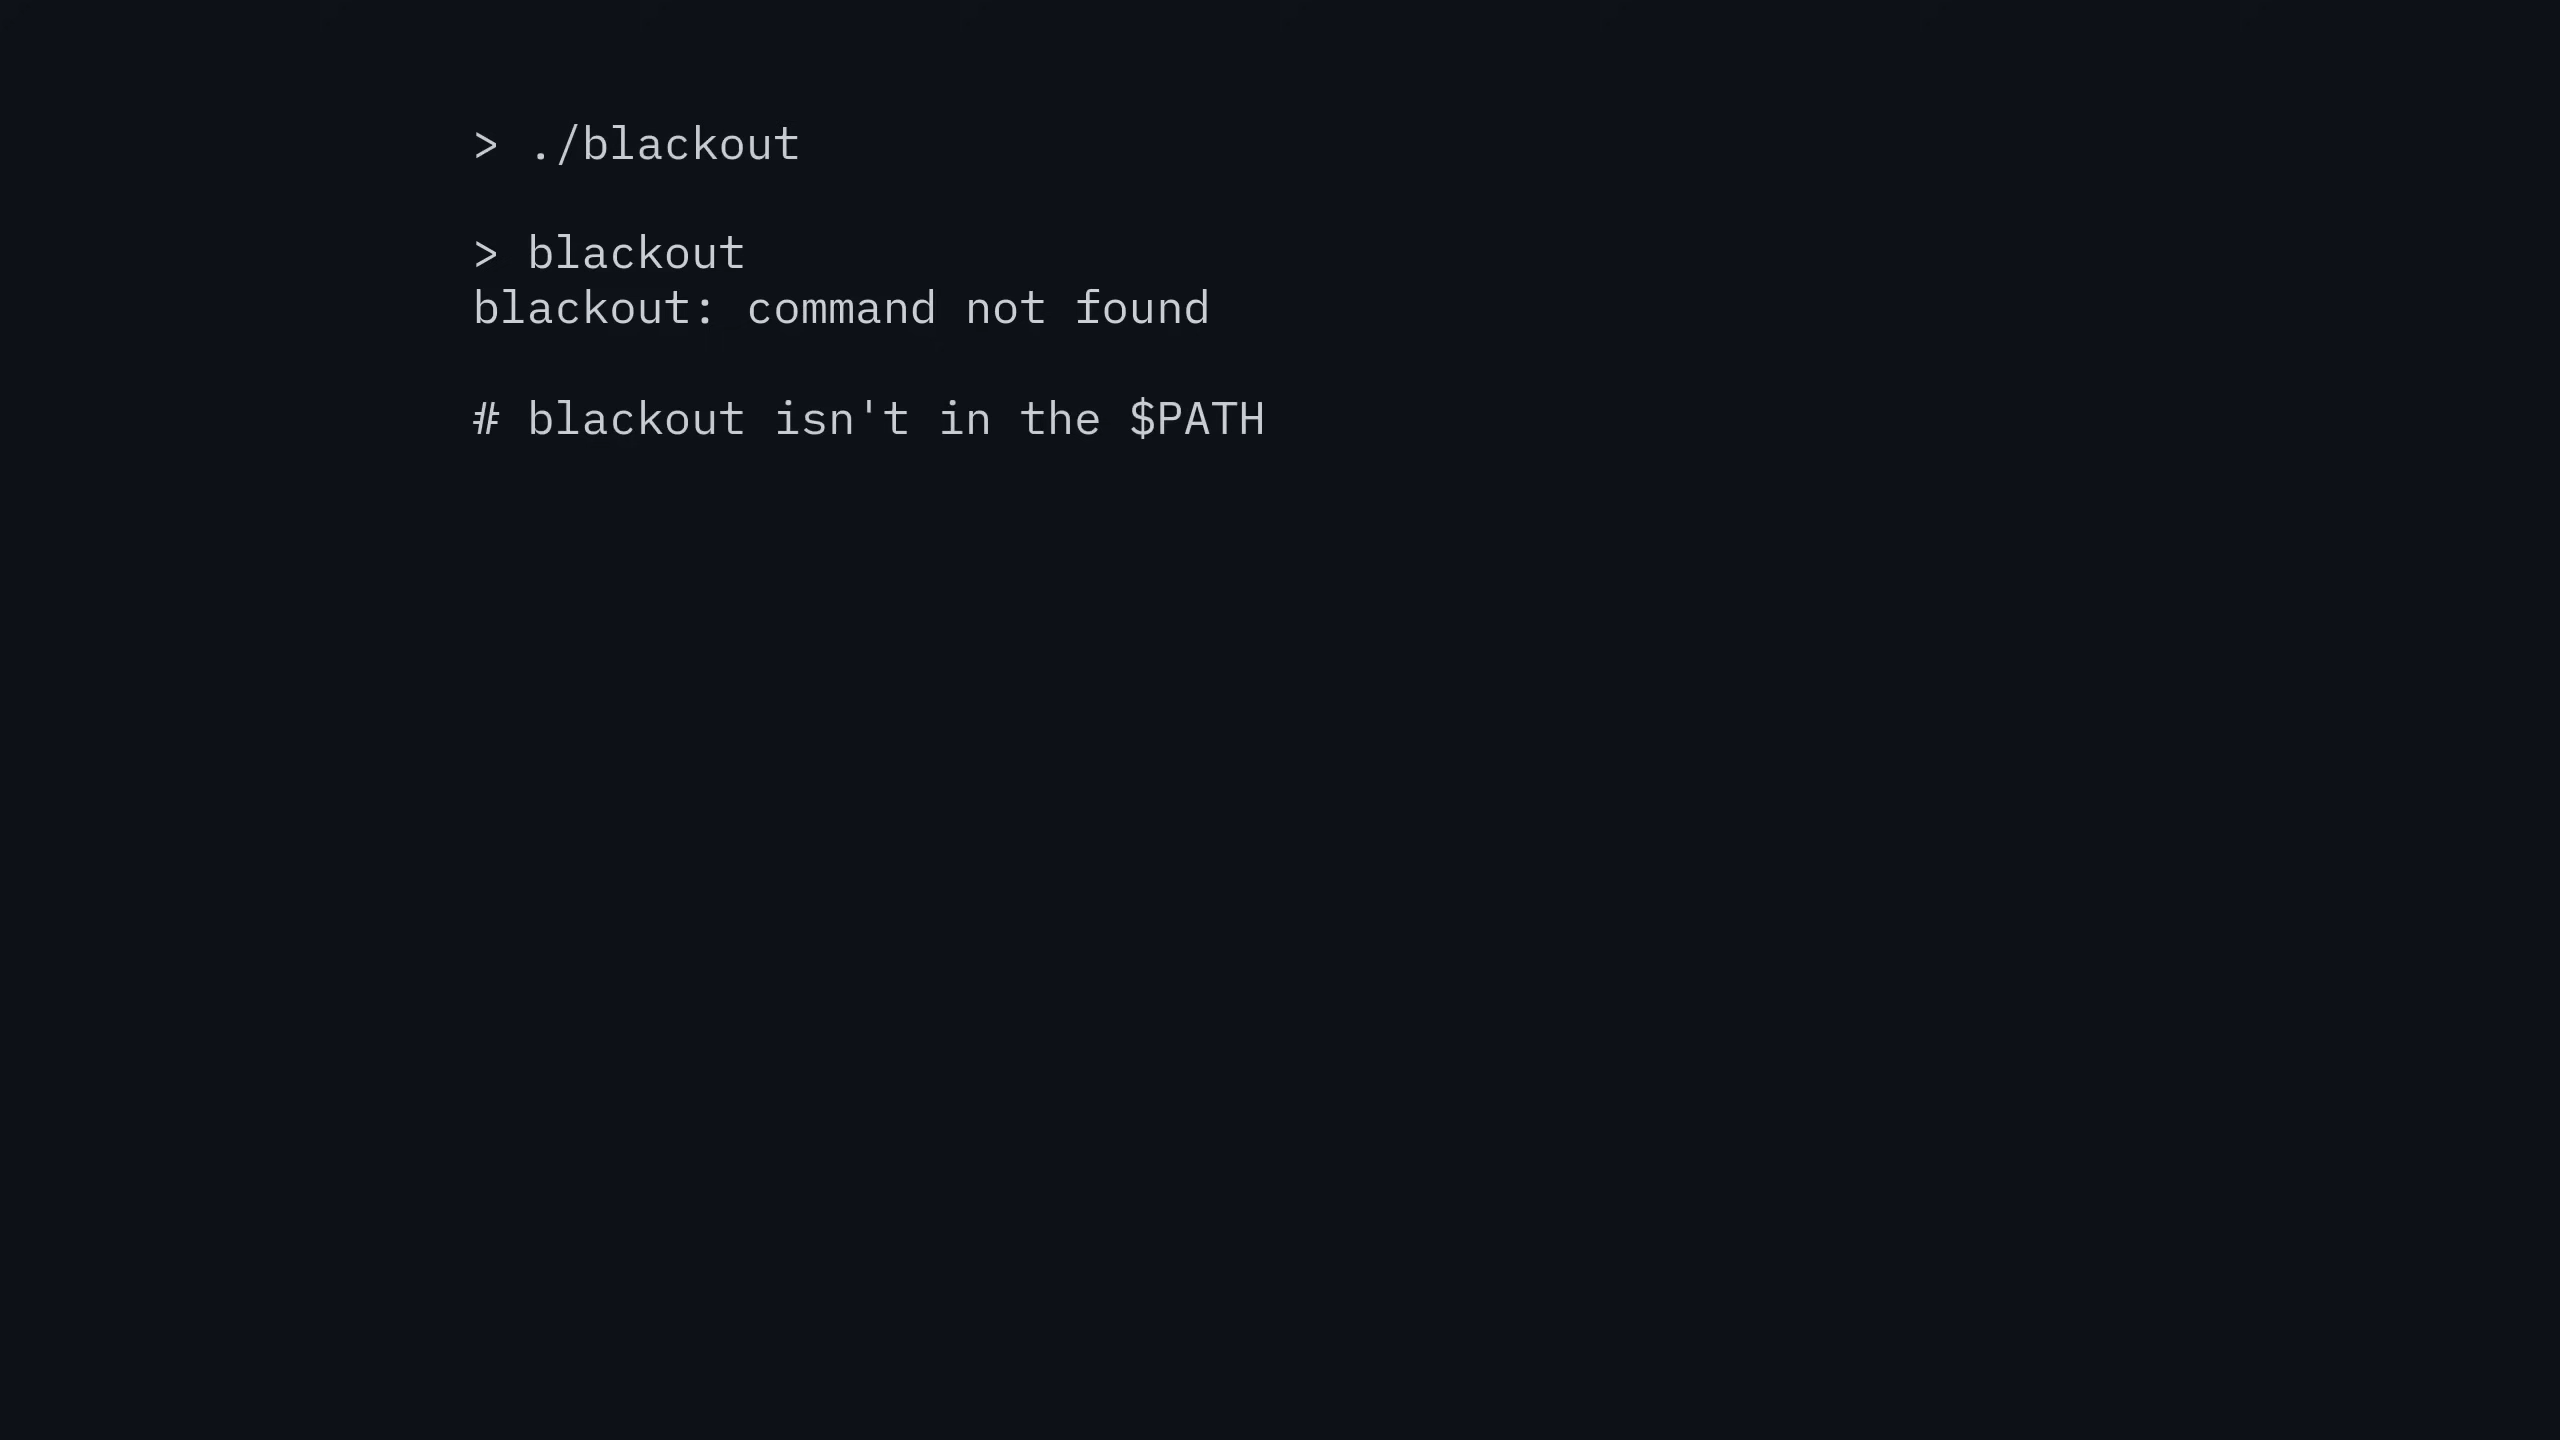 > ./blackout
> blackout
blackout: command not found
# blackout isn't in the $PATH